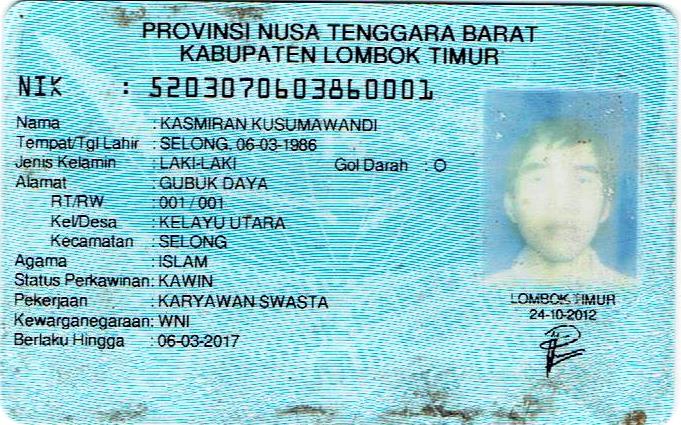 PROVINSI NUSA TENGGARA BARAT
KABUPATEN LOMBOK TIMUR
NIK : 5203070603860001
Nama : KASMIRAN KUSUMAWANDI
Tempat/Tgl Lahir : SELONG, 06-03-1986
Jenis Kelamin : LAKI-LAKI Gol Darah : O
Alamat : GUBUK DAYA
RT/RW : 001 / 001
Kel/Desa : KELAYU UTARA
Kecamatan : SELONG
Agama : ISLAM
Status Perkawinan: KAWIN
Pekerjaan : KARYAWAN SWASTA
Kewarganegaraan: WNI
Berlaku Hingga : 06-03-2017
LOMBOK TIMUR
24-10-2012